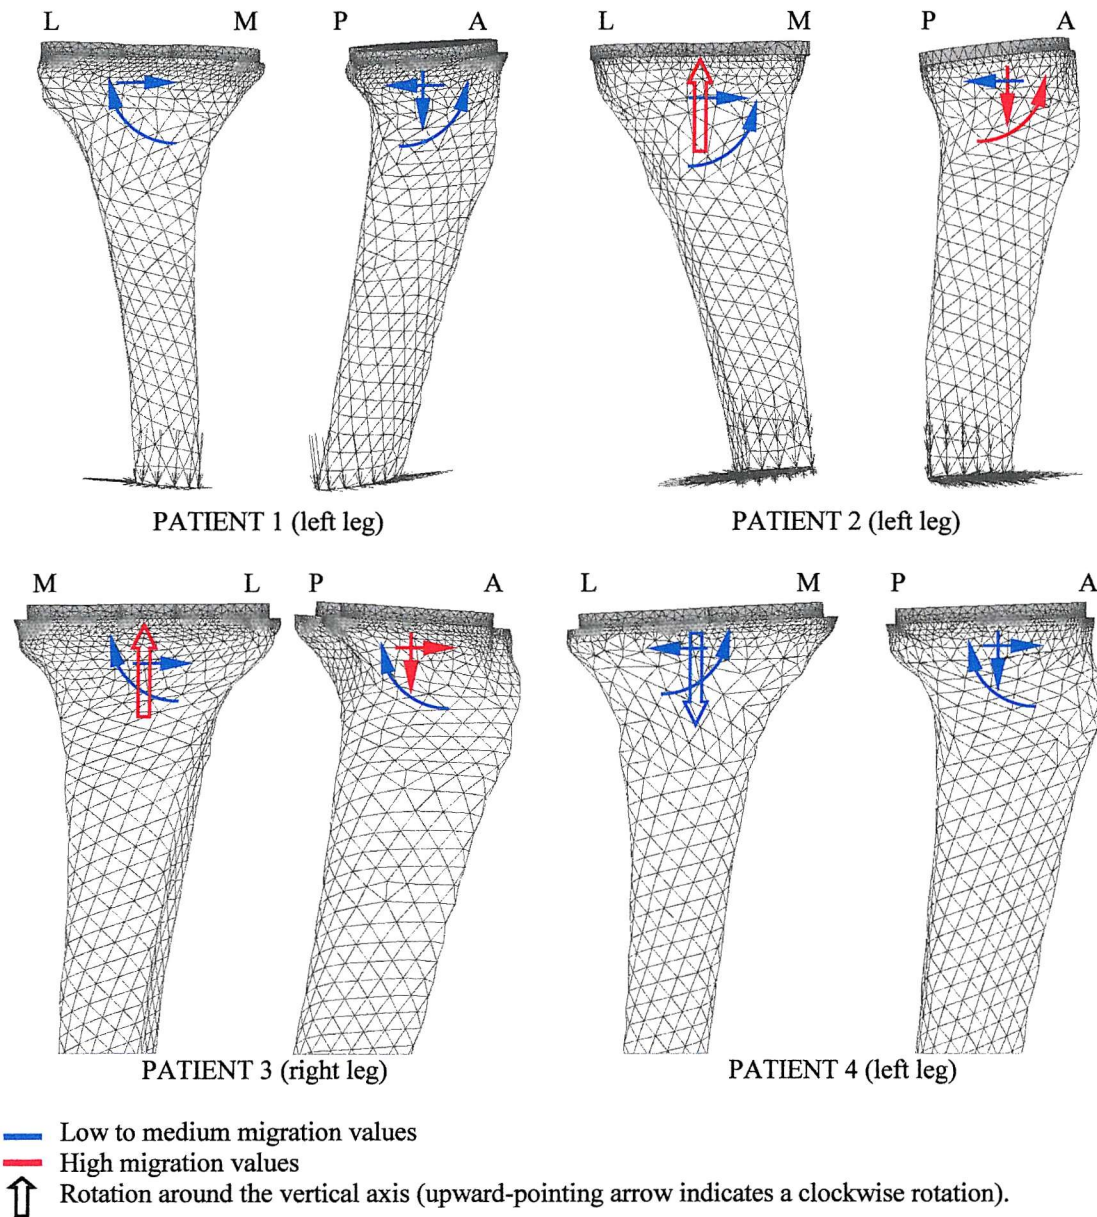 L M P A L M P A
PATIENT 1 (left leg) PATIENT 2 (left leg)
M L P A L M P A
PATIENT 3 (right leg) PATIENT 4 (left leg)
Low to medium migration values
High migration values
Rotation around the vertical axis (upward-pointing arrow indicates a clockwise rotation).